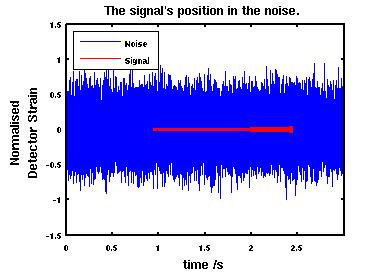 The signal's position in the noise.
Normalised
Detector Strain
1.5
1
0.5
0
-0.5
-1
-1.5
Noise
Signal
0 0.5 1 1.5 2 2.5
time /s